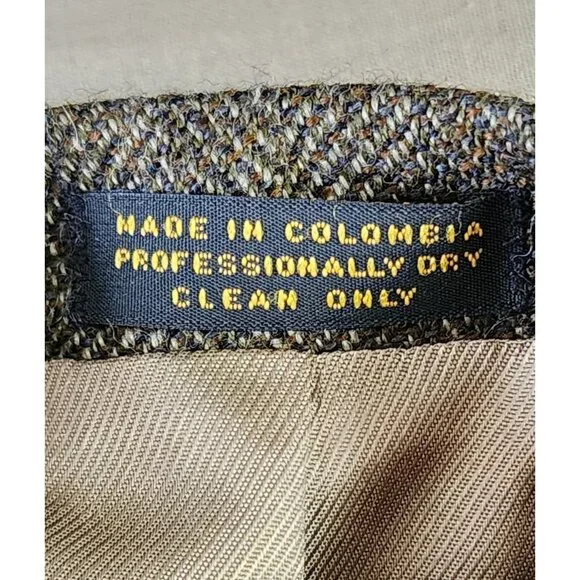 MADE IN COLOMBIA
PROFESSIONALLY DRY
CLEAN ONLY